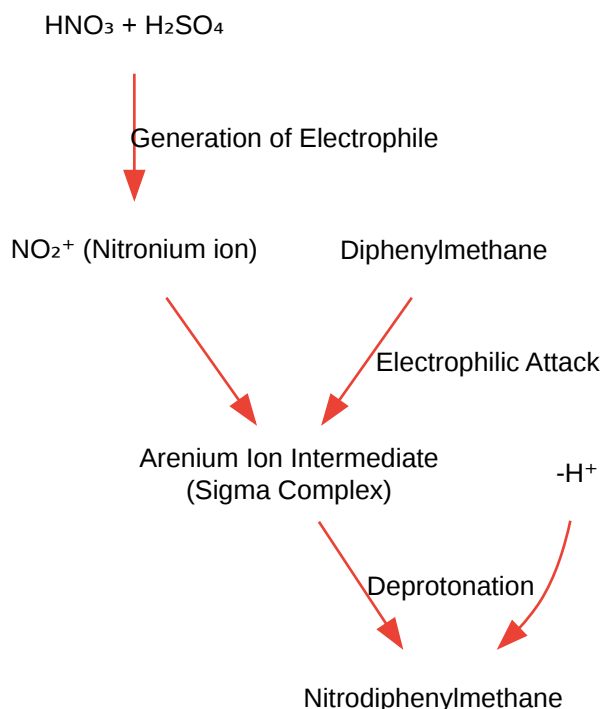 HNO₃ + H₂SO₄
Generation of Electrophile
NO₂⁺ (Nitronium ion)
Diphenylmethane
Electrophilic Attack
Arenium Ion Intermediate
(Sigma Complex)
-H⁺
Deprotonation
Nitrodiphenylmethane